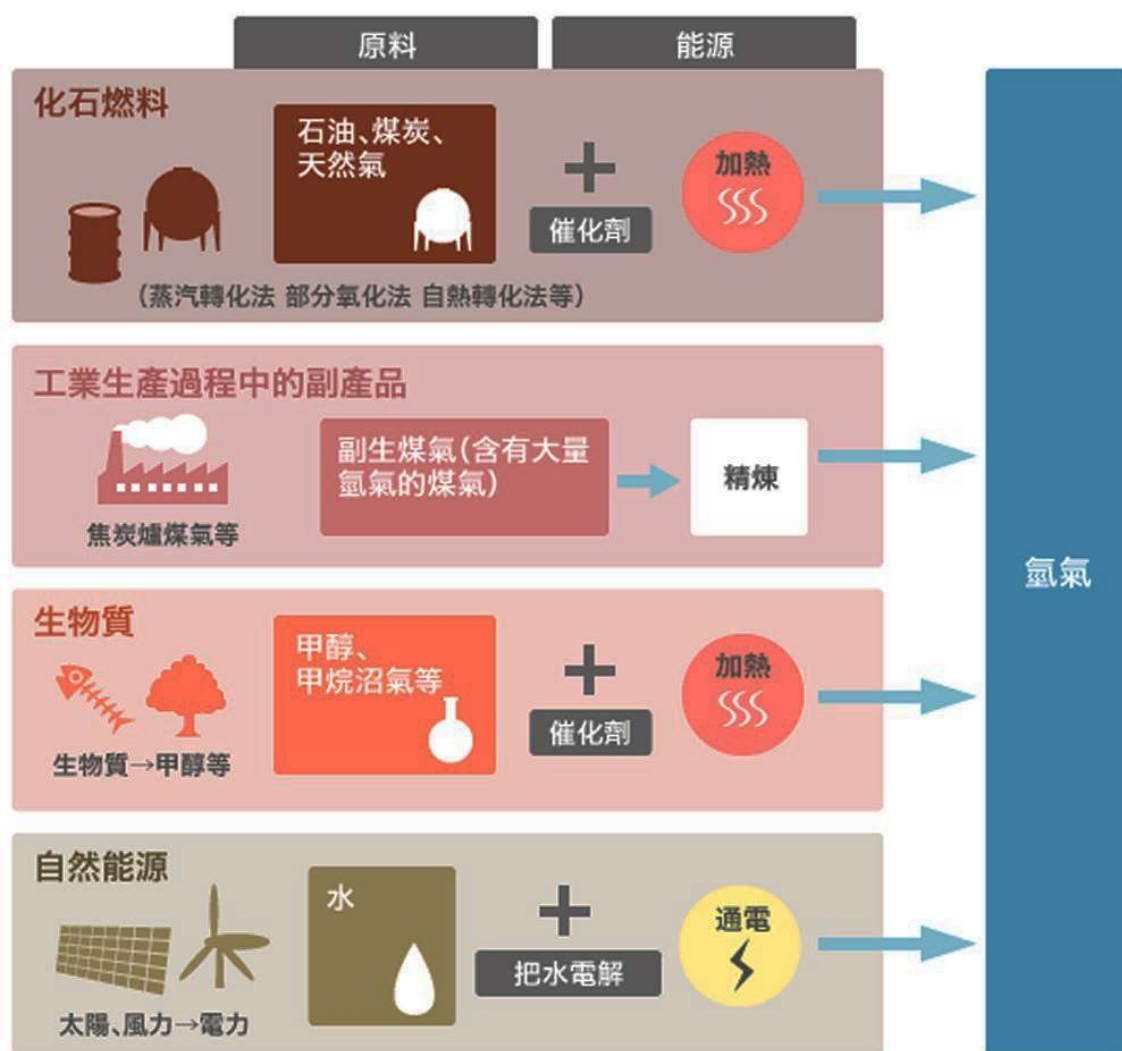 原料
能源
化石燃料
石油、煤炭、
天然氣
催化劑
加熱
(蒸汽轉化法 部分氧化法 自熱轉化法等)
工業生產過程中的副產品
焦炭爐煤氣等
副生煤氣(含有大量
氫氣的煤氣)
精煉
生物質
生物質→甲醇等
甲醇、
甲烷沼氣等
催化劑
加熱
自然能源
太陽、風力→電力
水
把水電解
通電
氫氣